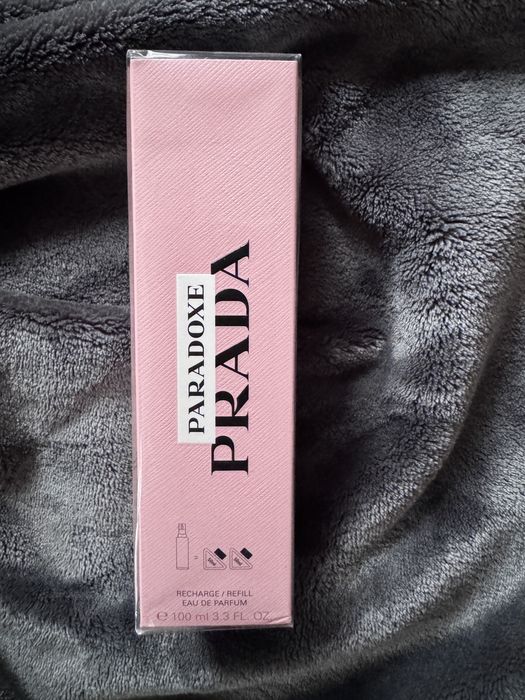 PARADOXE
PRADA
=
RECHARGE / REFILL
EAU DE PARFUM
℮ 100 ml 3.3 FL. OZ.